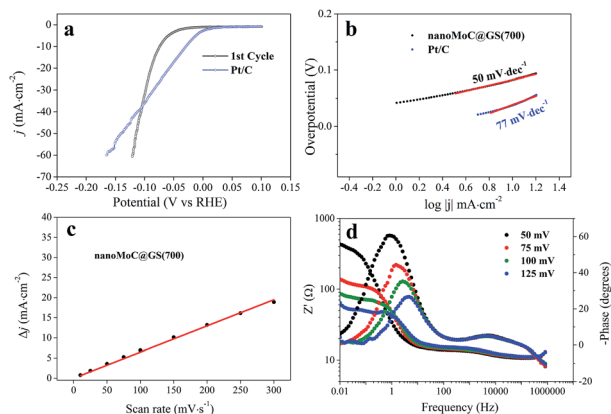 a
1st Cycle
Pt/C
0
-10
-20
-30
-40
-50
-60
-70
-0.25 -0.20 -0.15 -0.10 -0.05 0.00 0.05 0.10 0.15
Potential (V vs RHE)
j (mA·cm-2)
b
nanoMoC@GS(700)
Pt/C
50 mV·dec-1
77 mV·dec-1
0.2
0.1
0.0
-0.1
-0.4 0.0 0.4 0.8 1.2 1.6
log |j| mA·cm-2
Overpotential (V)
c
nanoMoC@GS(700)
40
35
30
25
20
15
10
5
0
0 50 100 150 200 250 300
Scan rate (mV·s-1)
Δj (mA·cm-2)
d
50 mV
75 mV
100 mV
125 mV
1000
100
10
60
40
20
0
-20
0.01 0.1 1 10 100 1000 10000 100000 1000000
Frequency (Hz)
Z' (Ω)
-Phase (degrees)